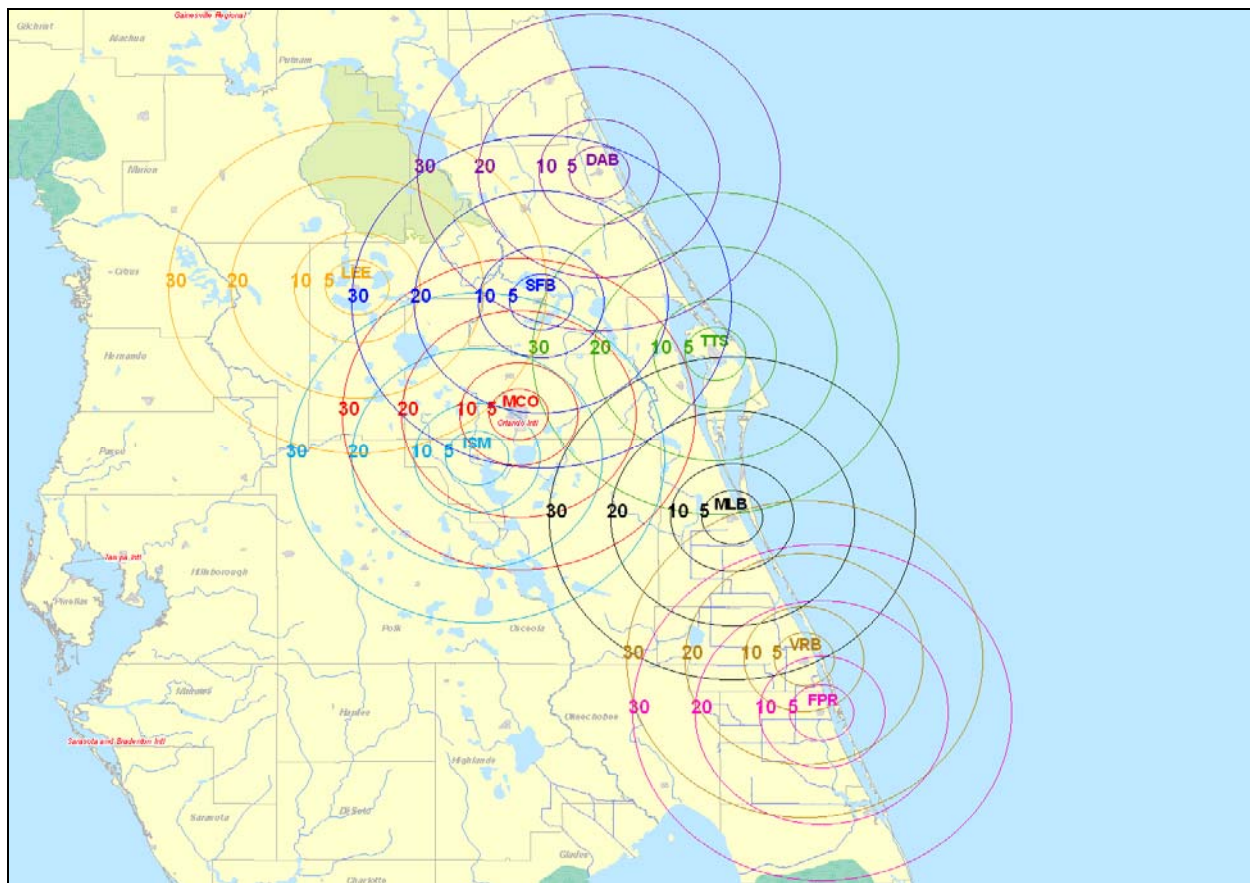 Gainesville Regional
Gilchrist
Alachua
Putnam
DAB
30 20 10 5
Marion
LEE
Citrus
30 20 10 5
SFB
30 20 10 5
TTS
30 20 10 5
Hernando
MCO
30 20 10 5
Orlando Intl
ISM
30 20 10 5
Pasco
MLB
30 20 10 5
Tampa Intl
Hillsborough
Pinellas
Polk
Osceola
VRB
30 20 10 5
Manatee
FPR
30 20 10 5
Hardee
Okeechobee
Sarasota and Bradenton Intl
Highlands
DeSoto
Sarasota
Glades
Charlotte